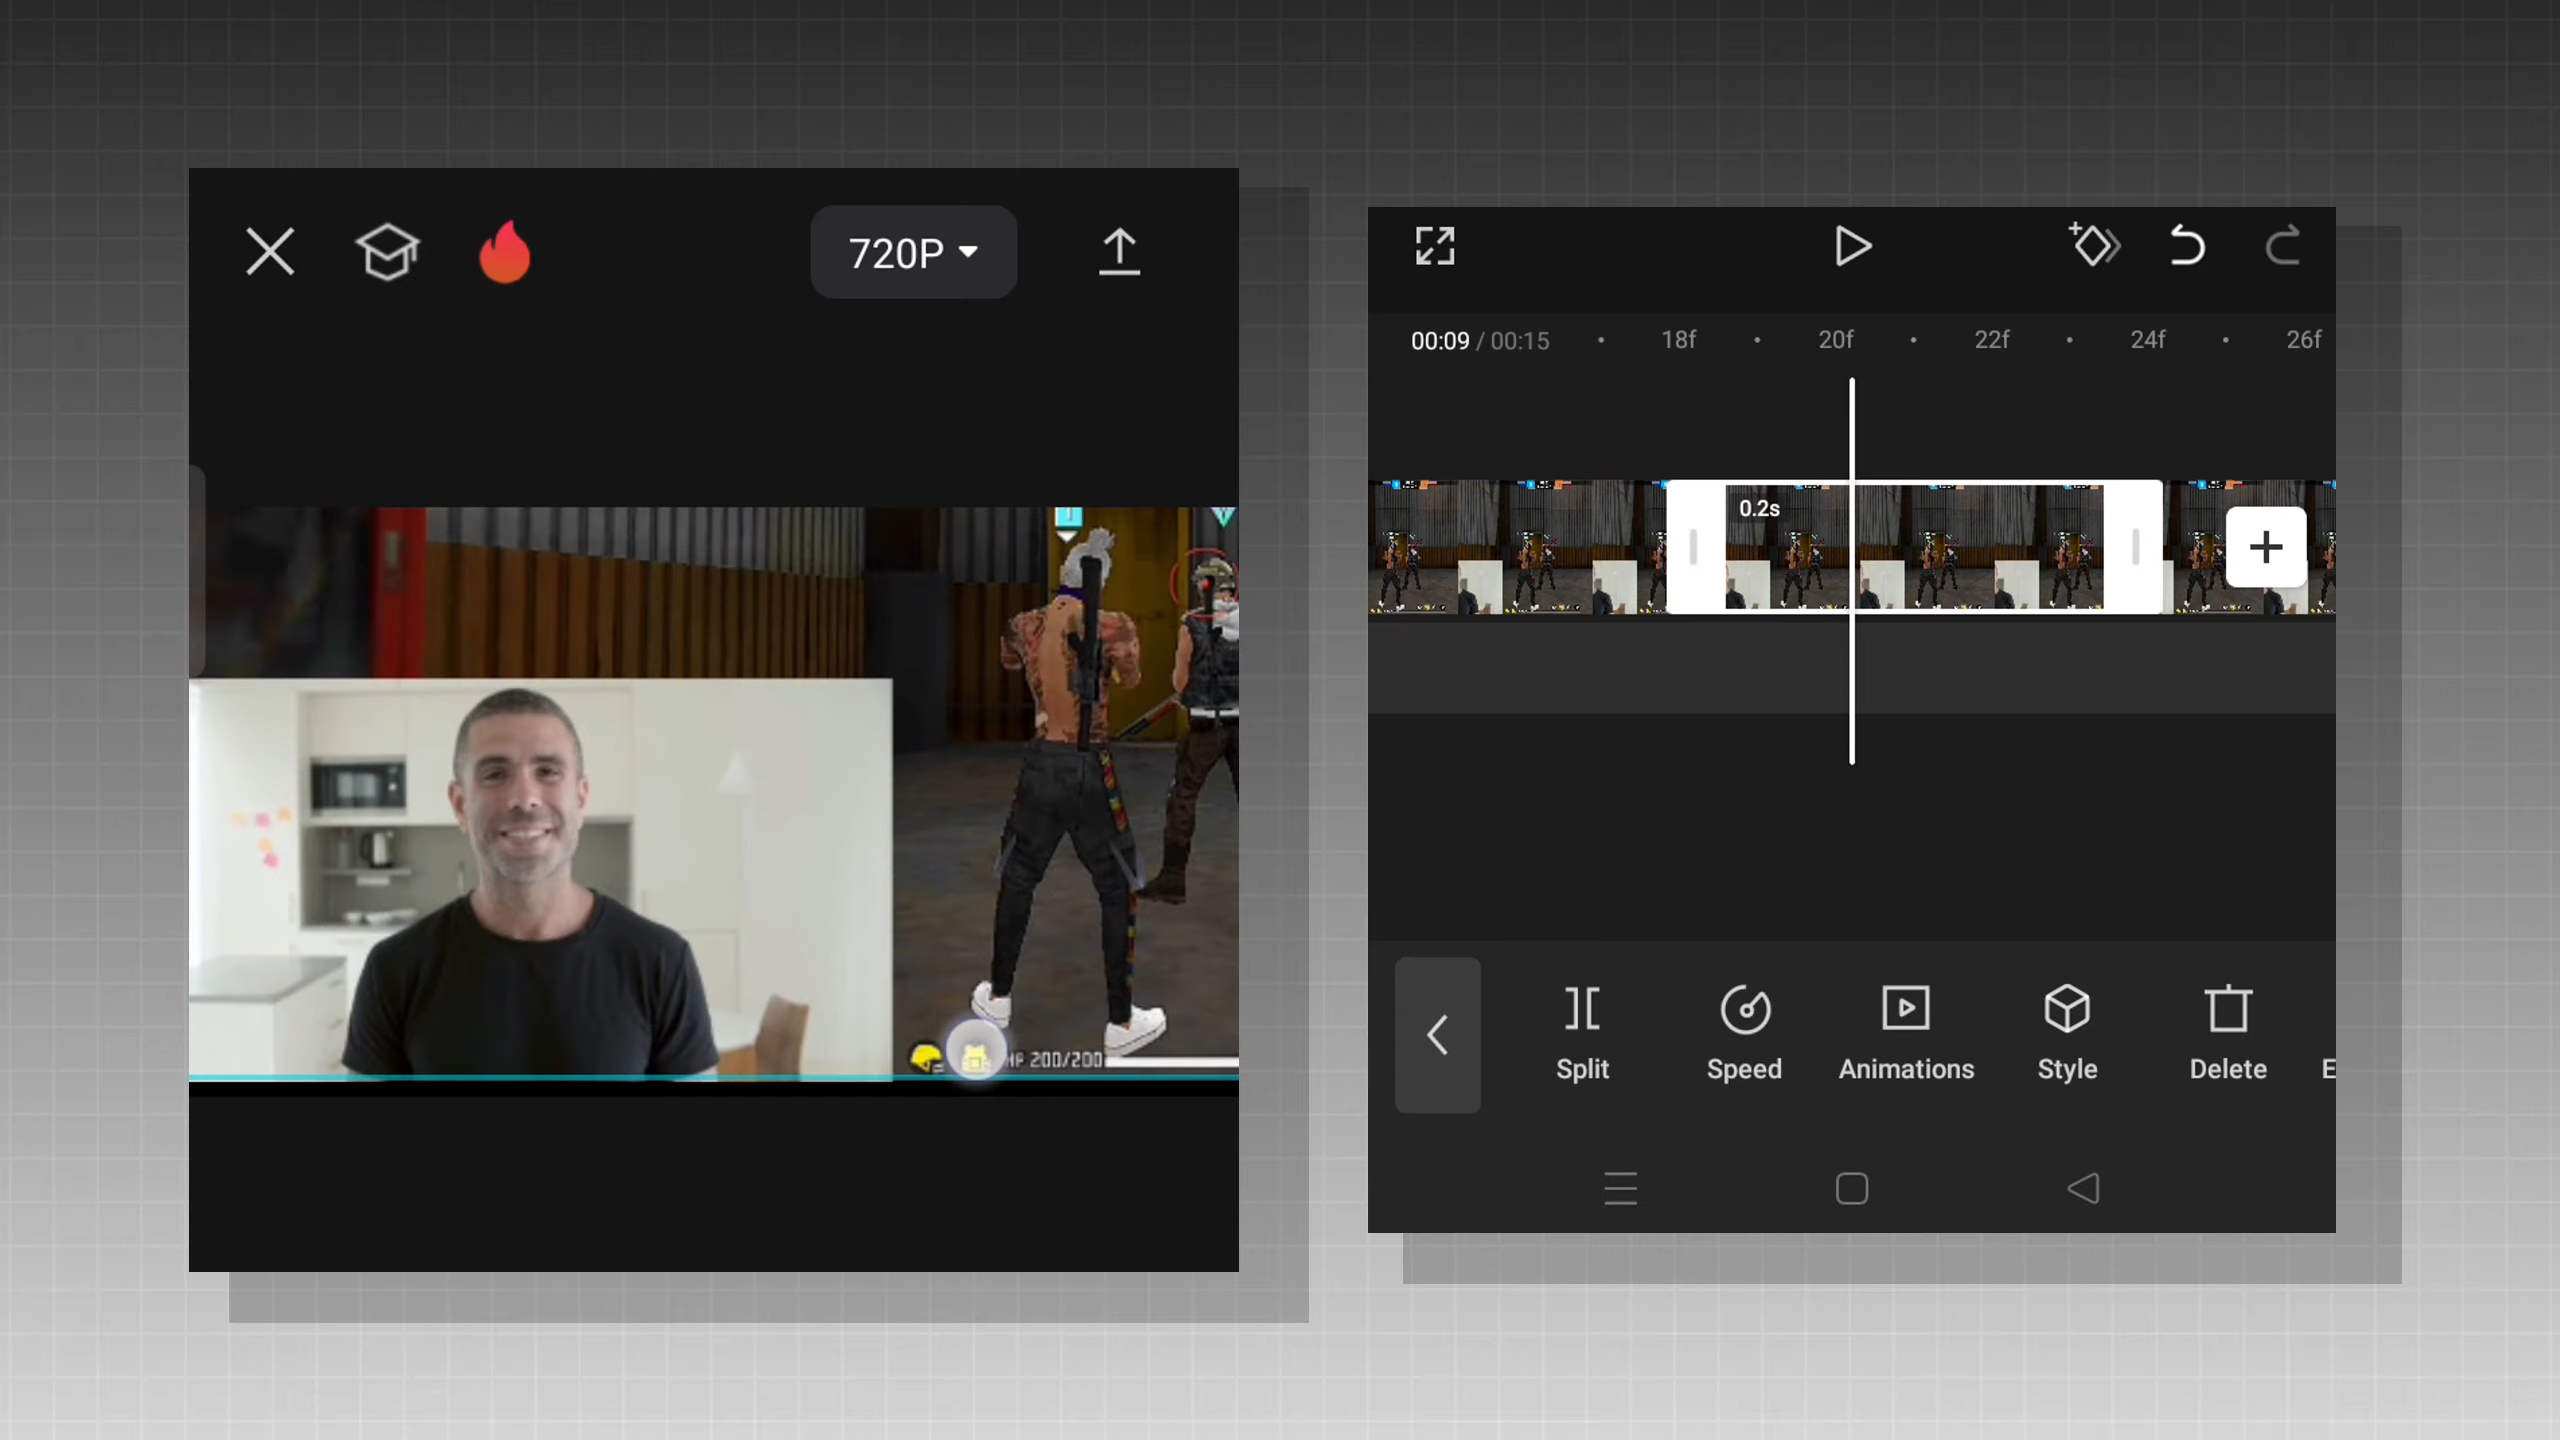 720P
HP 200/200
00:09 / 00:15 18f 20f 22f 24f 26f
0.2s
Split Speed Animations Style Delete E